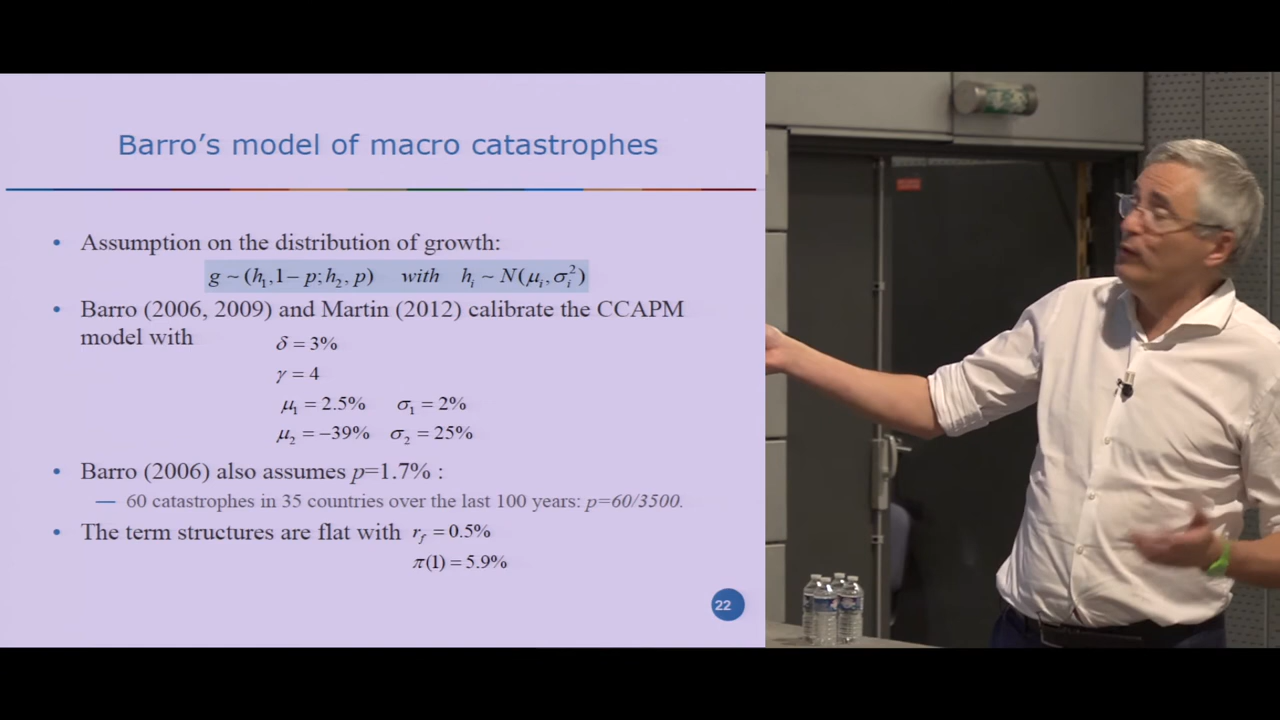 Barro's model of macro catastrophes
• Assumption on the distribution of growth:
g ~ (h₁,1− p; h₂, p) with hᵢ ~ N(μᵢ,σᵢ²)
• Barro (2006, 2009) and Martin (2012) calibrate the CCAPM
model with
δ = 3%
γ = 4
μ₁ = 2.5% σ₁ = 2%
μ₂ = −39% σ₂ = 25%
• Barro (2006) also assumes p=1.7% :
— 60 catastrophes in 35 countries over the last 100 years: p=60/3500.
• The term structures are flat with r_f = 0.5%
π(1) = 5.9%
22